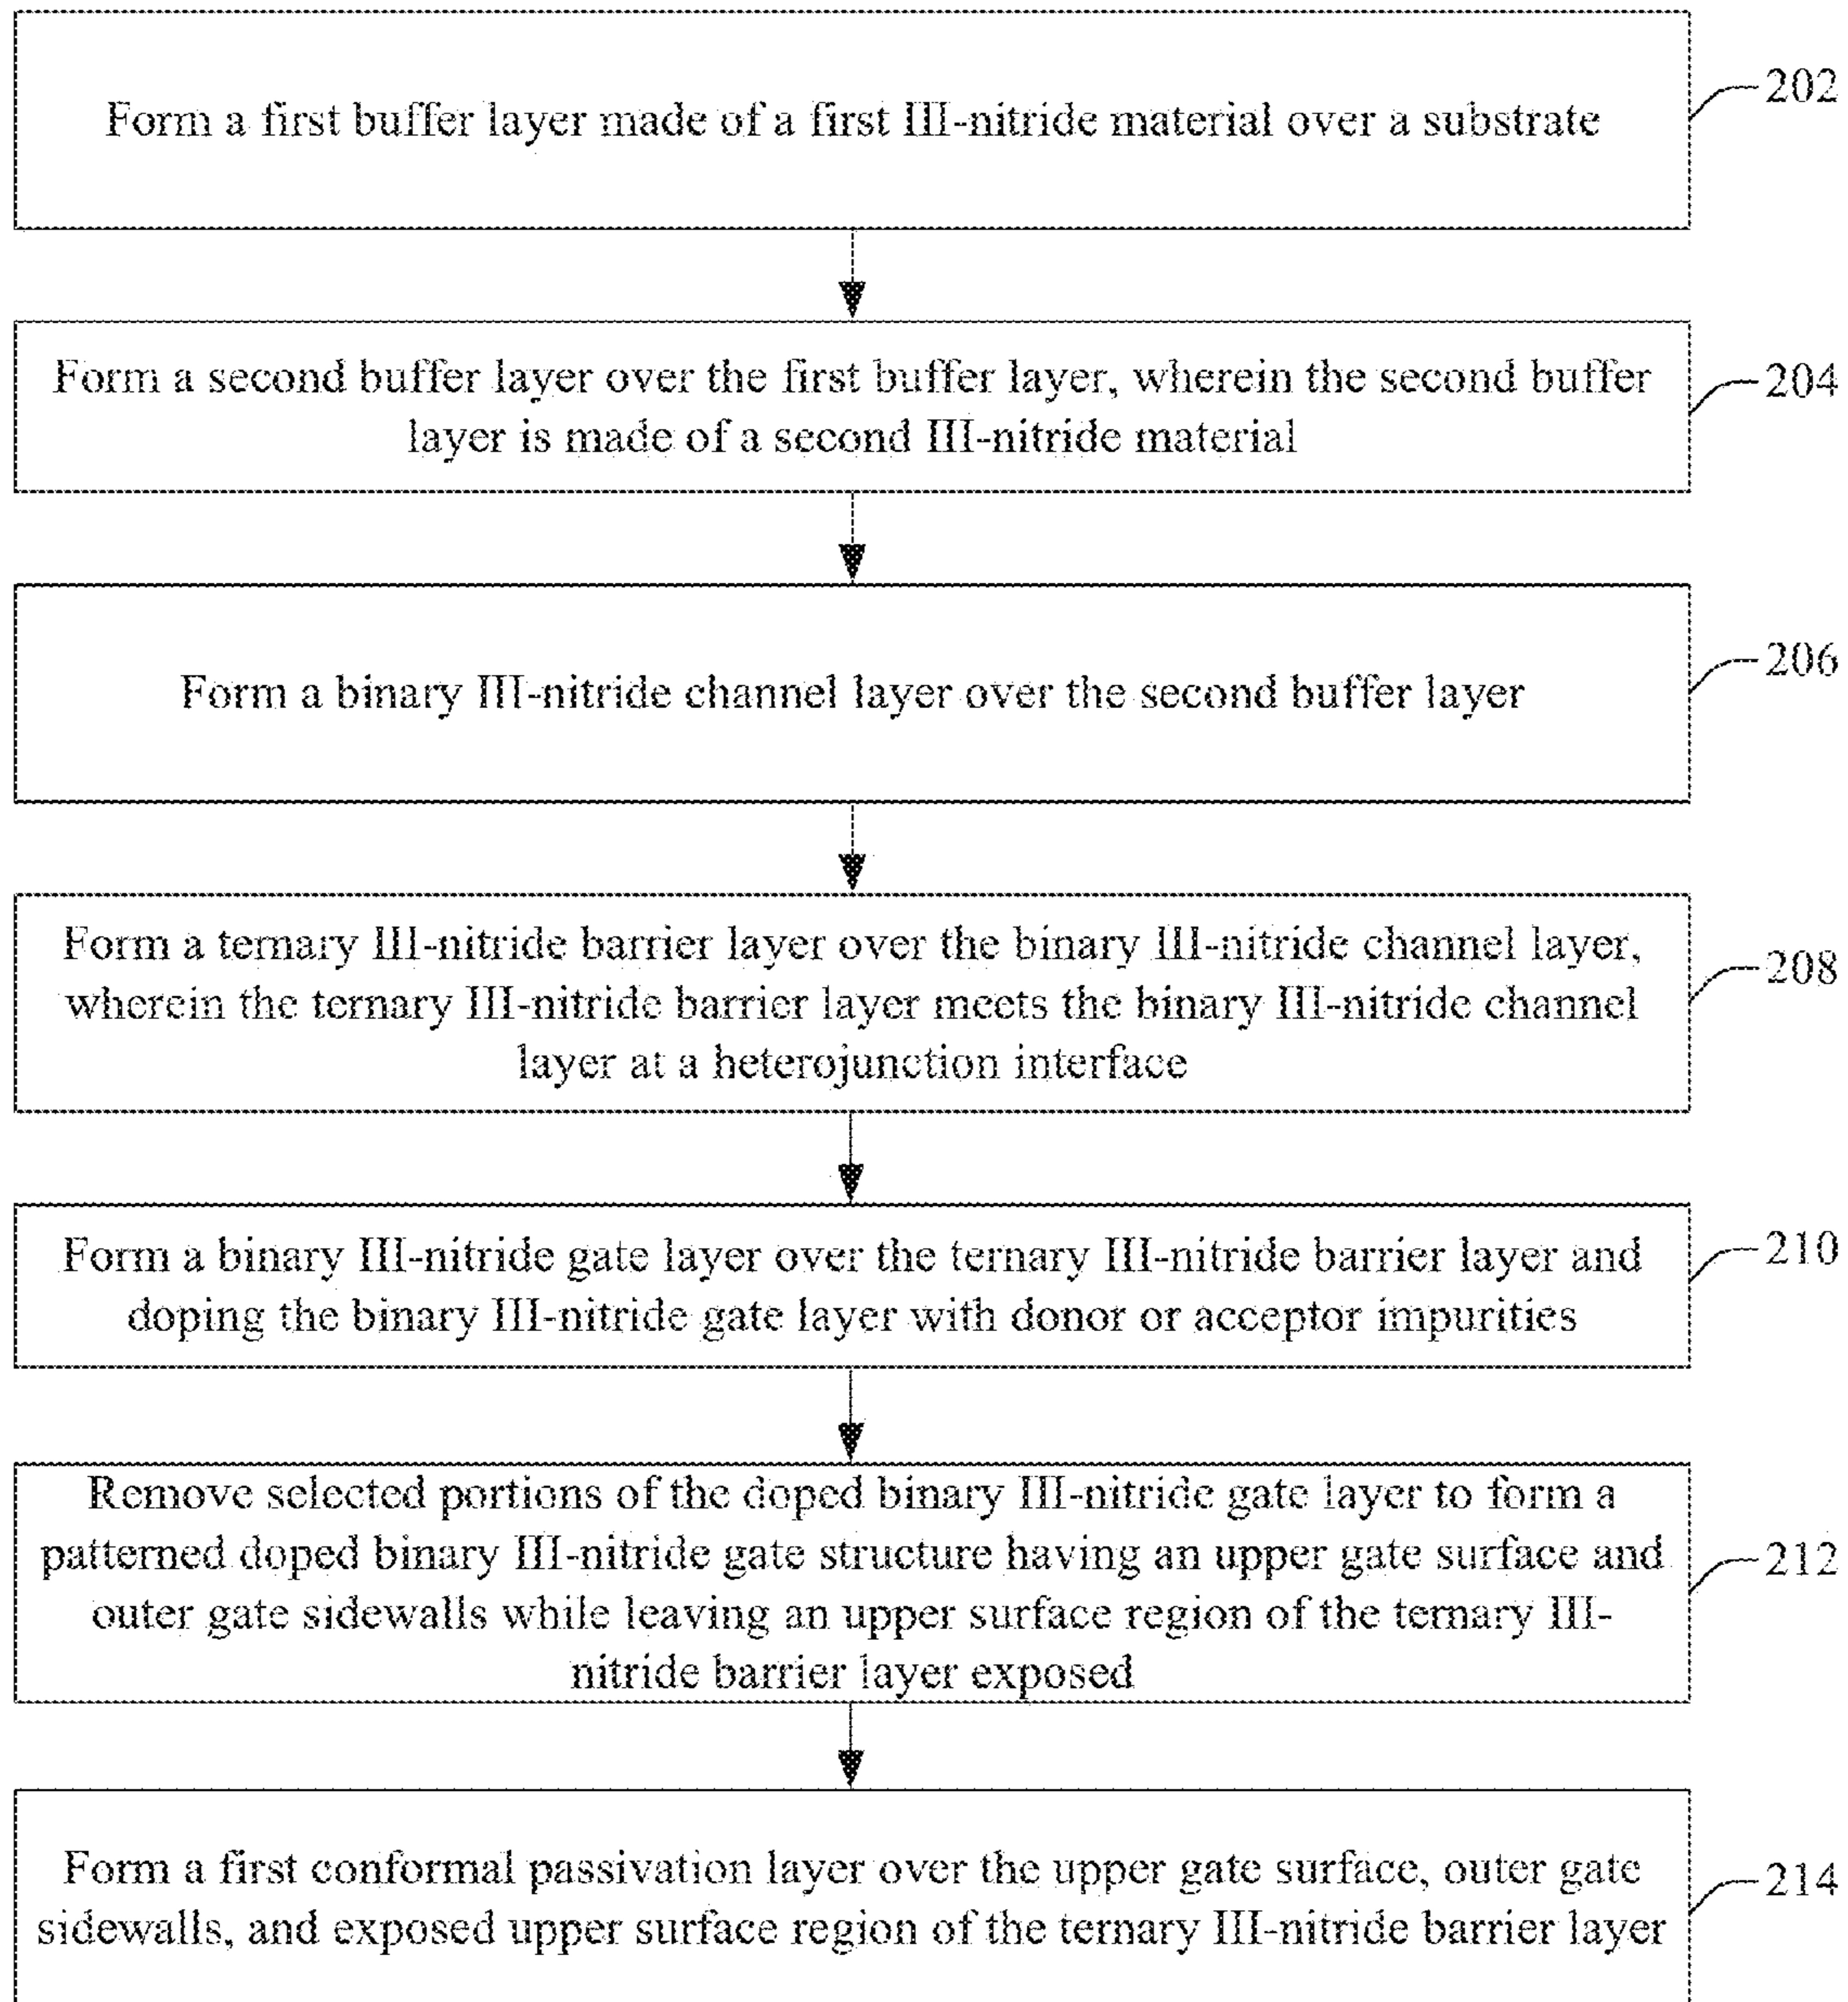 Form a first buffer layer made of a first III-nitride material over a substrate
202
Form a second buffer layer over the first buffer layer, wherein the second buffer
layer is made of a second III-nitride material
204
Form a binary III-nitride channel layer over the second buffer layer
206
Form a ternary III-nitride barrier layer over the binary III-nitride channel layer,
wherein the ternary III-nitride barrier layer meets the binary III-nitride channel
layer at a heterojunction interface
208
Form a binary III-nitride gate layer over the ternary III-nitride barrier layer and
doping the binary III-nitride gate layer with donor or acceptor impurities
210
Remove selected portions of the doped binary III-nitride gate layer to form a
patterned doped binary III-nitride gate structure having an upper gate surface and
outer gate sidewalls while leaving an upper surface region of the ternary III-
nitride barrier layer exposed
212
Form a first conformal passivation layer over the upper gate surface, outer gate
sidewalls, and exposed upper surface region of the ternary III-nitride barrier layer
214